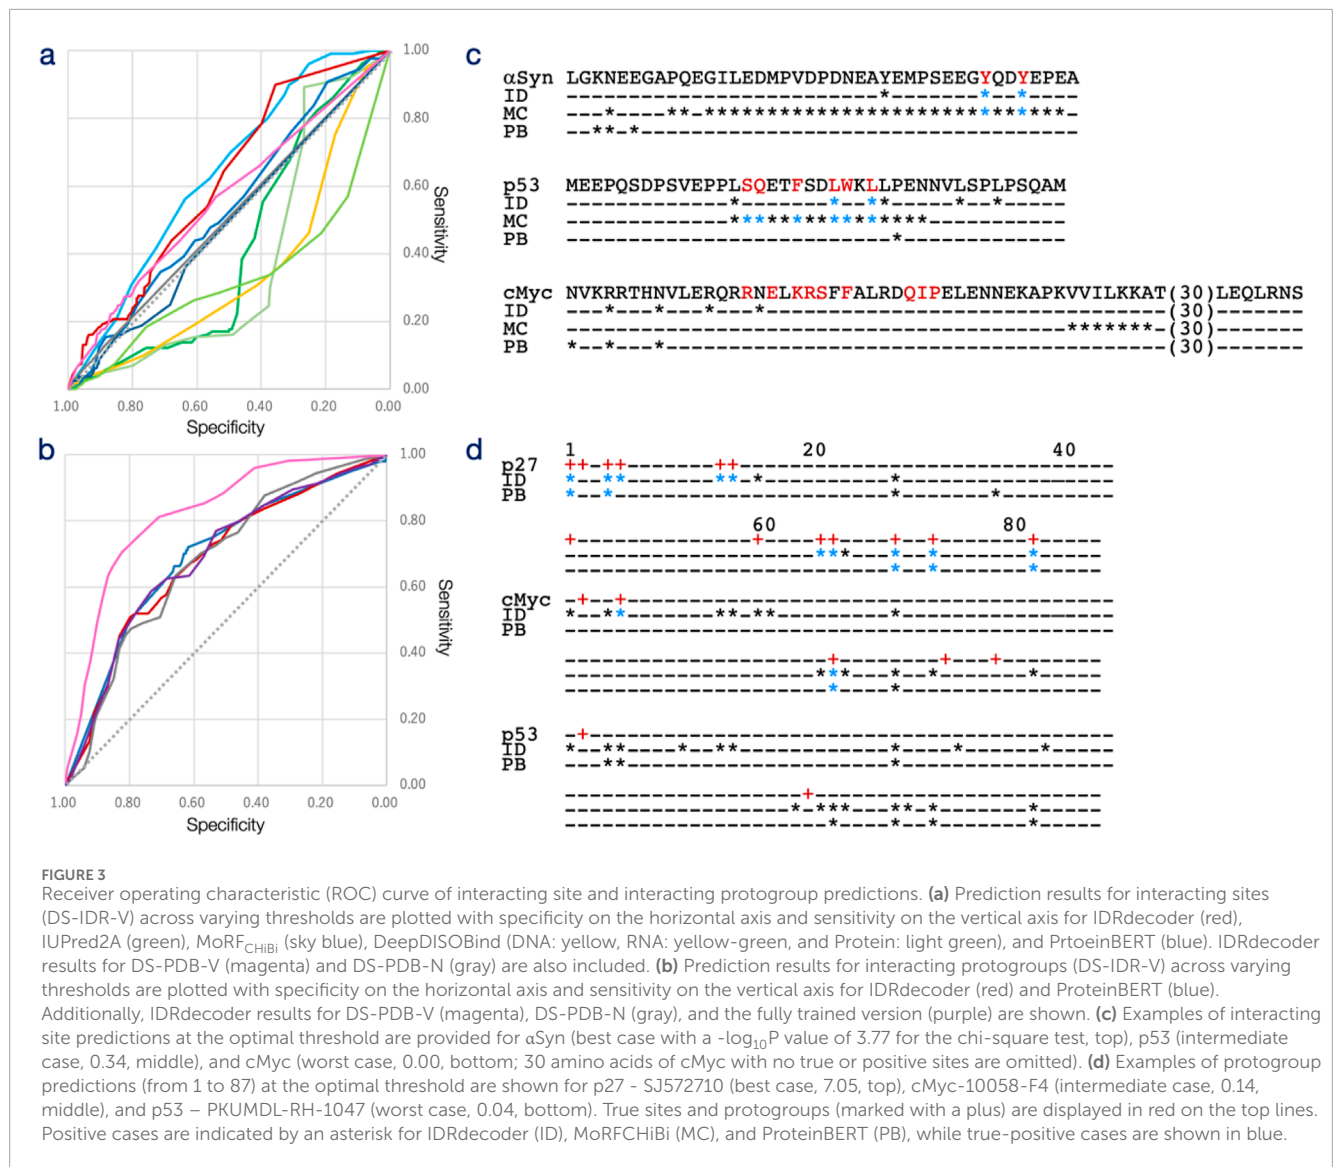 a
1.00
0.80
0.60
0.40
0.20
0.00
Sensitivity
1.00 0.80 0.60 0.40 0.20 0.00
Specificity
b
1.00
0.80
0.60
0.40
0.20
0.00
Sensitivity
1.00 0.80 0.60 0.40 0.20 0.00
Specificity
c
αSyn LGKNEEGAPQEGILEDMPVDPDNEAYEMPSEEGYQDYEPEA
ID
MC
PB
p53 MEEPQSDPSVEPPLSQETFSDLWKLLPENNVLSPLPSQAM
ID
MC
PB
cMyc NVKRRTHNVLERQRRNELKRSFFALRDQIPELENNEKAPKVVILKKAT(30)LEQLRNS
ID (30)
MC (30)
PB (30)
d
1 20 40
p27
ID
PB
60 80
cMyc
ID
PB
p53
ID
PB
FIGURE 3
Receiver operating characteristic (ROC) curve of interacting site and interacting protogroup predictions. (a) Prediction results for interacting sites
(DS-IDR-V) across varying thresholds are plotted with specificity on the horizontal axis and sensitivity on the vertical axis for IDRdecoder (red),
IUPred2A (green), MoRFCHiBi (sky blue), DeepDISOBind (DNA: yellow, RNA: yellow-green, and Protein: light green), and PrtoeinBERT (blue). IDRdecoder
results for DS-PDB-V (magenta) and DS-PDB-N (gray) are also included. (b) Prediction results for interacting protogroups (DS-IDR-V) across varying
thresholds are plotted with specificity on the horizontal axis and sensitivity on the vertical axis for IDRdecoder (red) and ProteinBERT (blue).
Additionally, IDRdecoder results for DS-PDB-V (magenta), DS-PDB-N (gray), and the fully trained version (purple) are shown. (c) Examples of interacting
site predictions at the optimal threshold are provided for αSyn (best case with a -log10P value of 3.77 for the chi-square test, top), p53 (intermediate
case, 0.34, middle), and cMyc (worst case, 0.00, bottom; 30 amino acids of cMyc with no true or positive sites are omitted). (d) Examples of protogroup
predictions (from 1 to 87) at the optimal threshold are shown for p27 - SJ572710 (best case, 7.05, top), cMyc-10058-F4 (intermediate case, 0.14,
middle), and p53 – PKUMDL-RH-1047 (worst case, 0.04, bottom). True sites and protogroups (marked with a plus) are displayed in red on the top lines.
Positive cases are indicated by an asterisk for IDRdecoder (ID), MoRFCHiBi (MC), and ProteinBERT (PB), while true-positive cases are shown in blue.